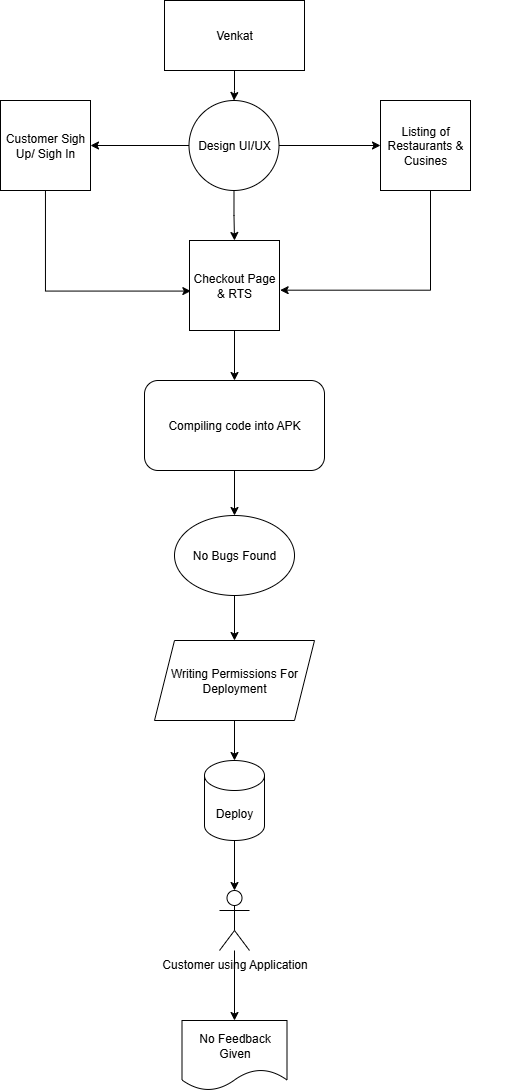 Venkat
Customer Sigh
Up/ Sigh In
Design UI/UX
Listing of
Restaurants &
Cusines
Checkout Page
& RTS
Compiling code into APK
No Bugs Found
Writing Permissions For
Deployment
Deploy
Customer using Application
No Feedback
Given